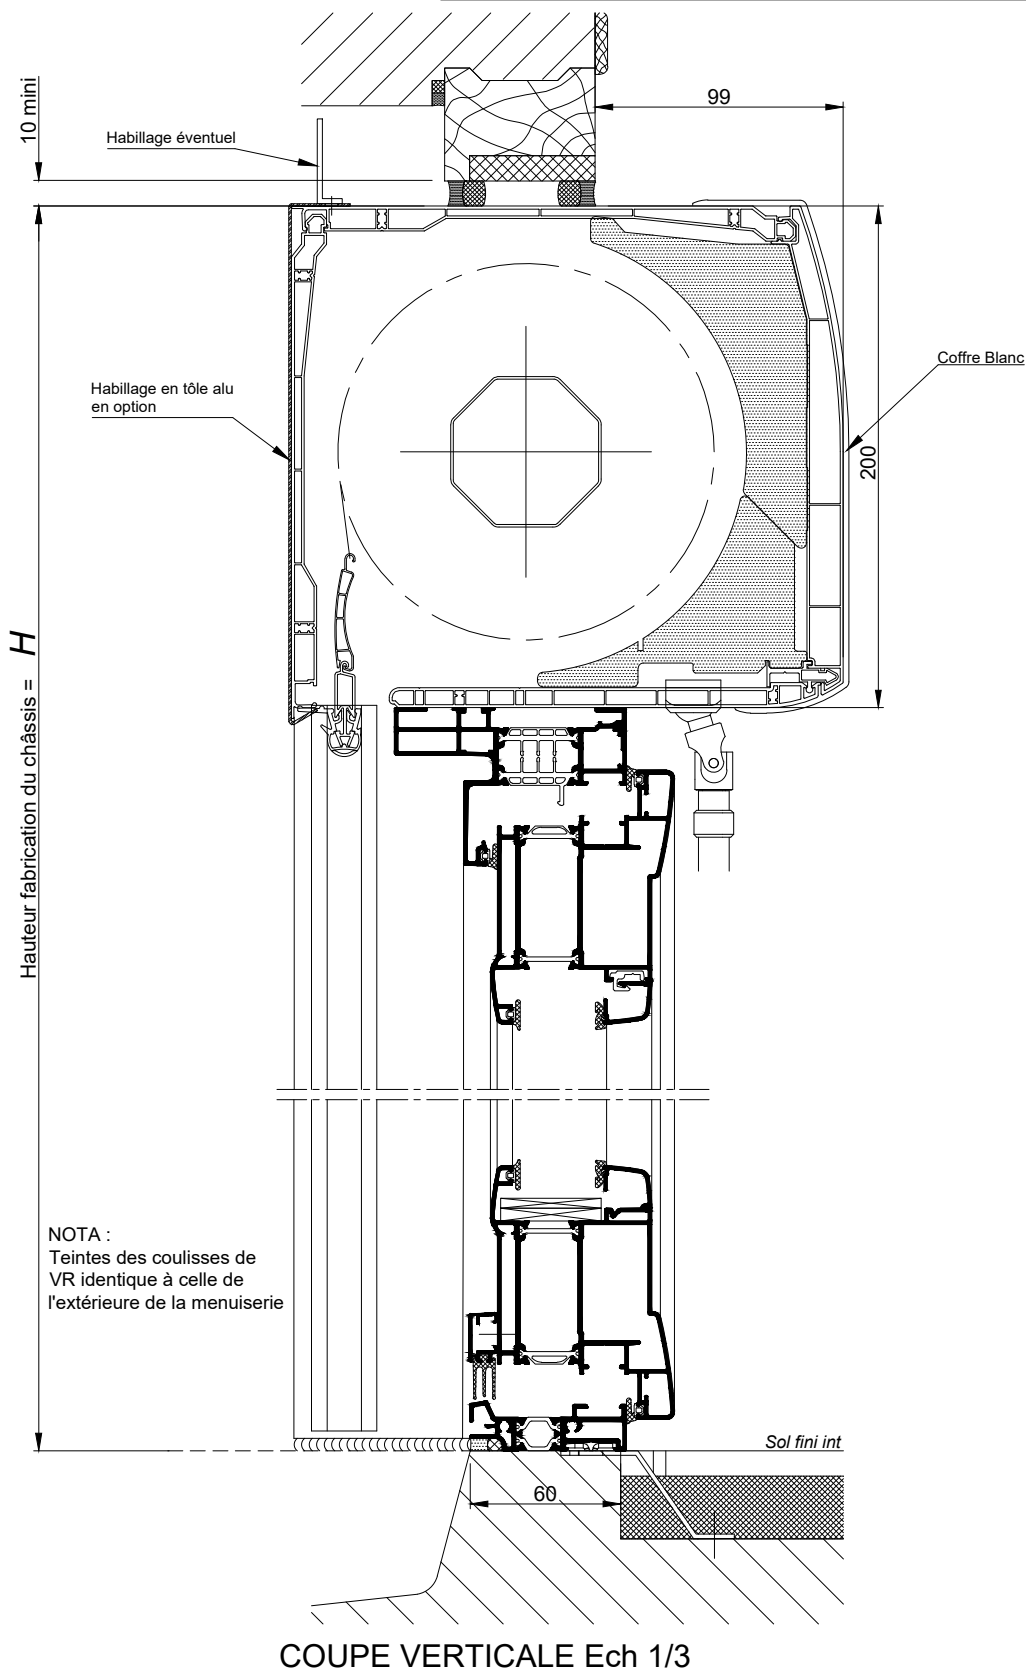 10 mini
99
Habillage éventuel
Coffre Blanc
Habillage en tôle alu
en option
200
Hauteur fabrication du châssis = H
NOTA :
Teintes des coulisses de
VR identique à celle de
l'extérieure de la menuiserie
Sol fini int
60
COUPE VERTICALE Ech 1/3